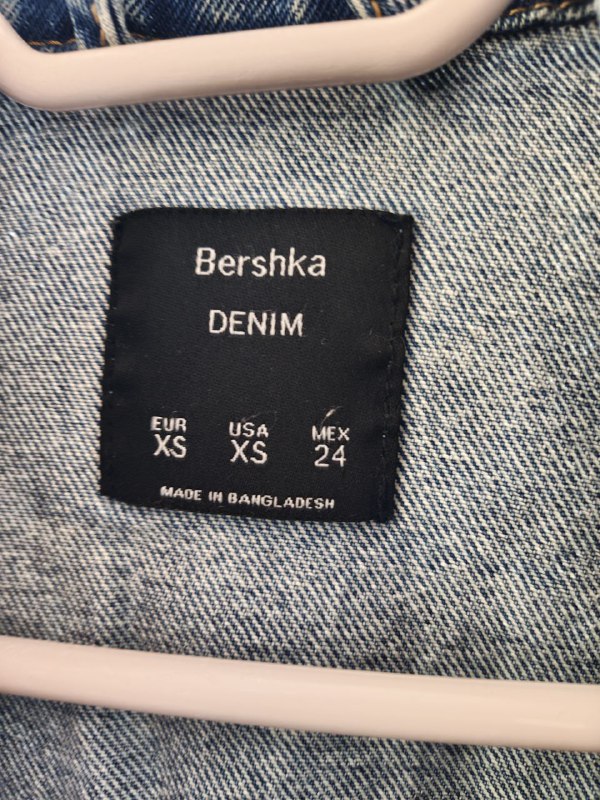 Bershka
DENIM
EUR USA MEX
XS XS 24
MADE IN BANGLADESH